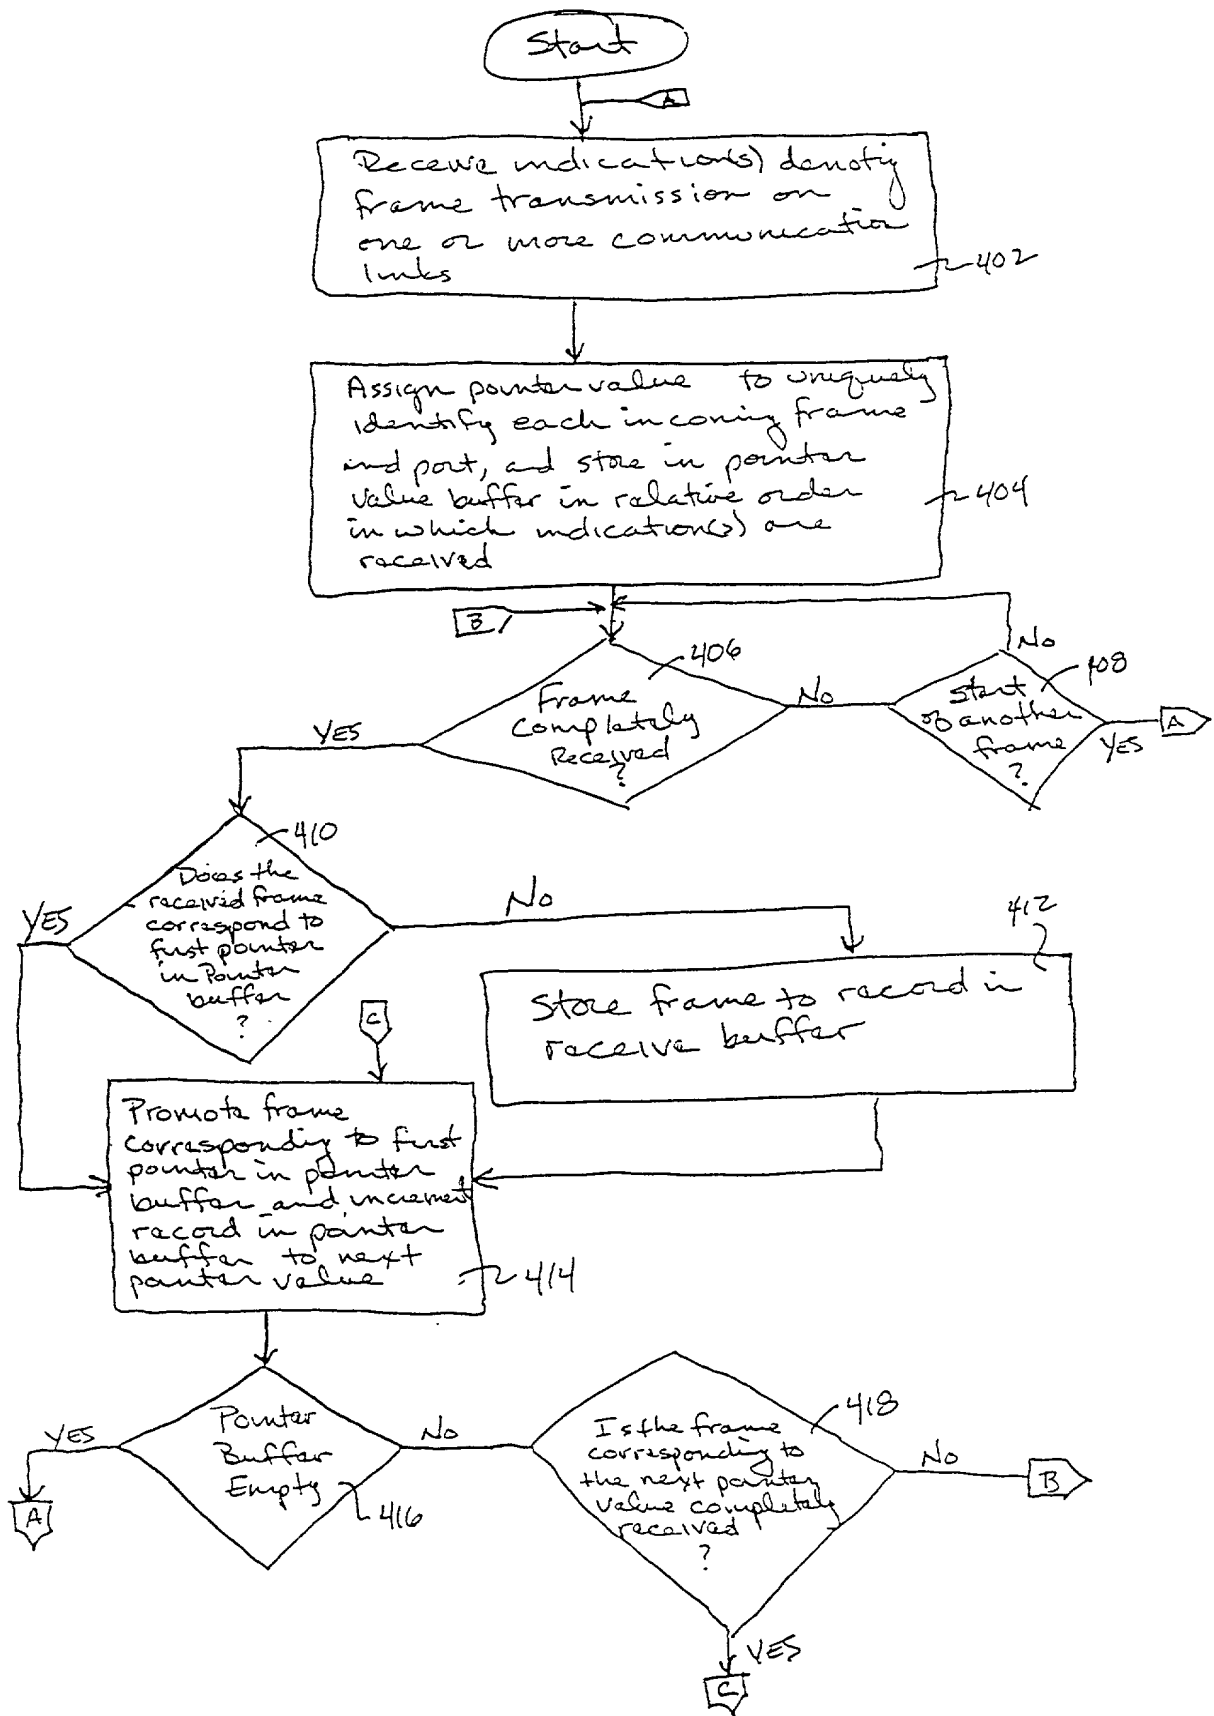 Start
A
Receive indication(s) denoting
frame transmission on
one or more communication
links
402
Assign pointer value to uniquely
identify each incoming frame
and port, and store in pointer
value buffer in relative order
in which indication(s) are
received
404
B
406
Frame
Completely
Received
?
No
No
408
Start
of another
frame
?
YES
A
YES
410
Does the
received frame
correspond to
first pointer
in Pointer
buffer
?
YES
No
412
Store frame to record in
receive buffer
C
Promote frame
corresponding to first
pointer in pointer
buffer and increment
record in pointer
buffer to next
pointer value
414
YES
Pointer
Buffer
Empty
416
A
No
418
Is the frame
corresponding to
the next pointer
value completely
received
?
No
B
YES
C